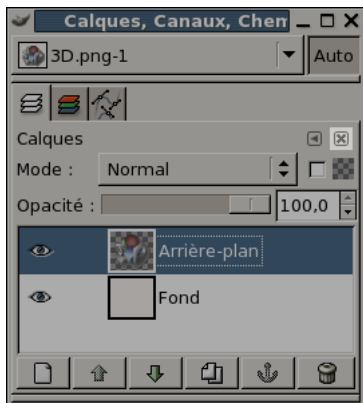 Calques, Canaux, Chem
3D.png-1
Auto
Calques
Mode :
Normal
Opacité :
100,0
Arrière-plan
Fond